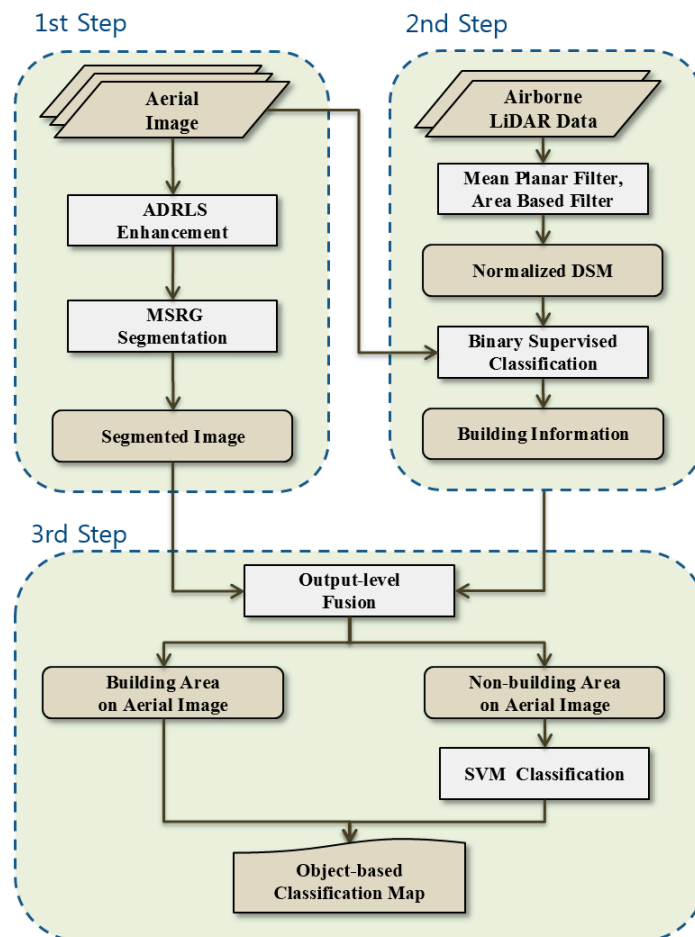 1st Step
Aerial
Image
ADRLS
Enhancement
MSRG
Segmentation
Segmented Image
2nd Step
Airborne
LiDAR Data
Mean Planar Filter,
Area Based Filter
Normalized DSM
Binary Supervised
Classification
Building Information
3rd Step
Output-level
Fusion
Building Area
on Aerial Image
Non-building Area
on Aerial Image
SVM Classification
Object-based
Classification Map